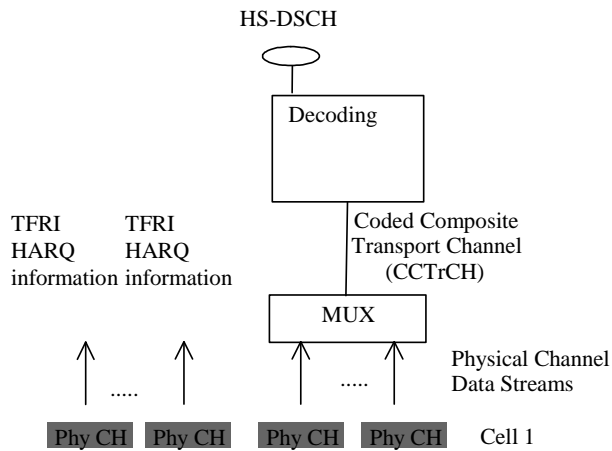 HS-DSCH
Decoding
TFRI
HARQ
information
TFRI
HARQ
information
Coded Composite
Transport Channel
(CCTrCH)
MUX
Physical Channel
Data Streams
.....
.....
Phy CH
Phy CH
Phy CH
Phy CH
Cell 1